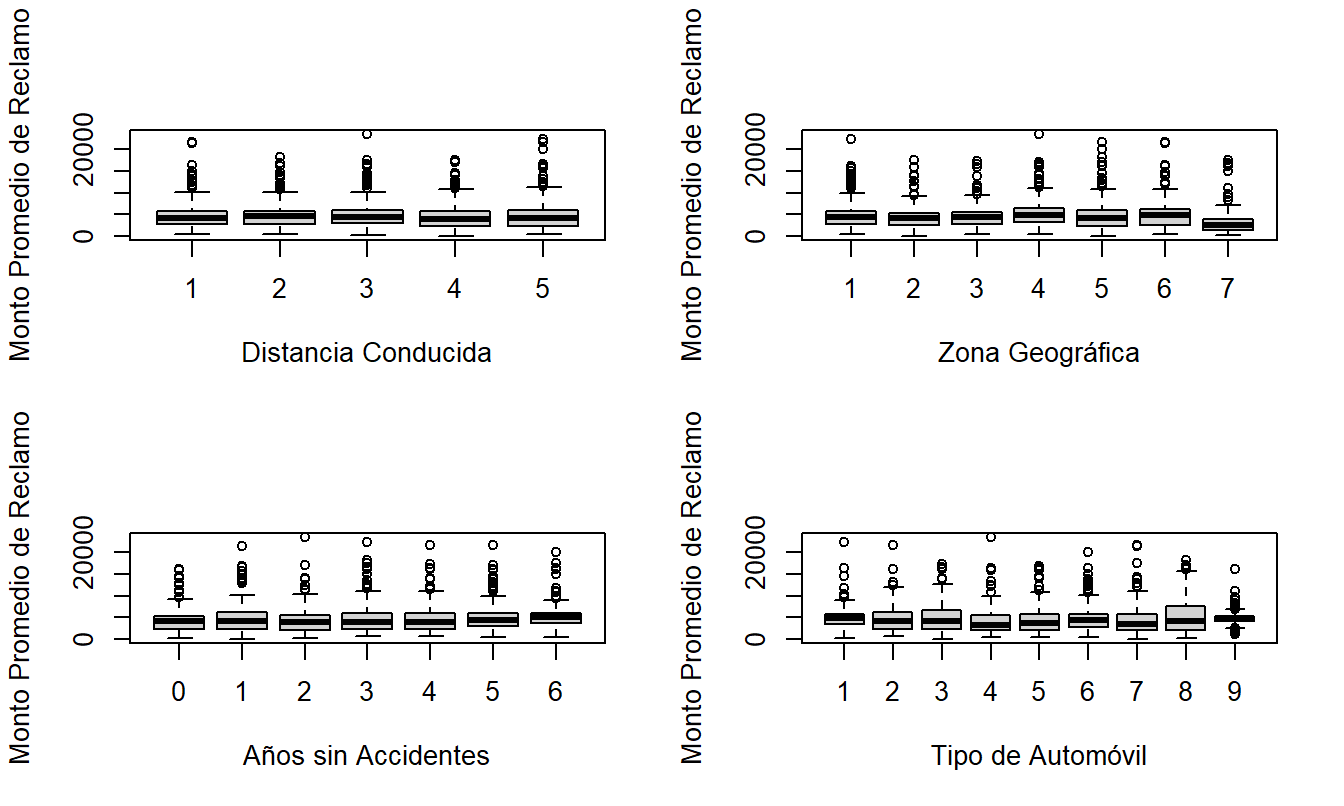 Monto Promedio de Reclamo
20000
0
1 2 3 4 5
Distancia Conducida
Monto Promedio de Reclamo
20000
0
1 2 3 4 5 6 7
Zona Geográfica
Monto Promedio de Reclamo
20000
0
0 1 2 3 4 5 6
Años sin Accidentes
Monto Promedio de Reclamo
20000
0
1 2 3 4 5 6 7 8 9
Tipo de Automóvil